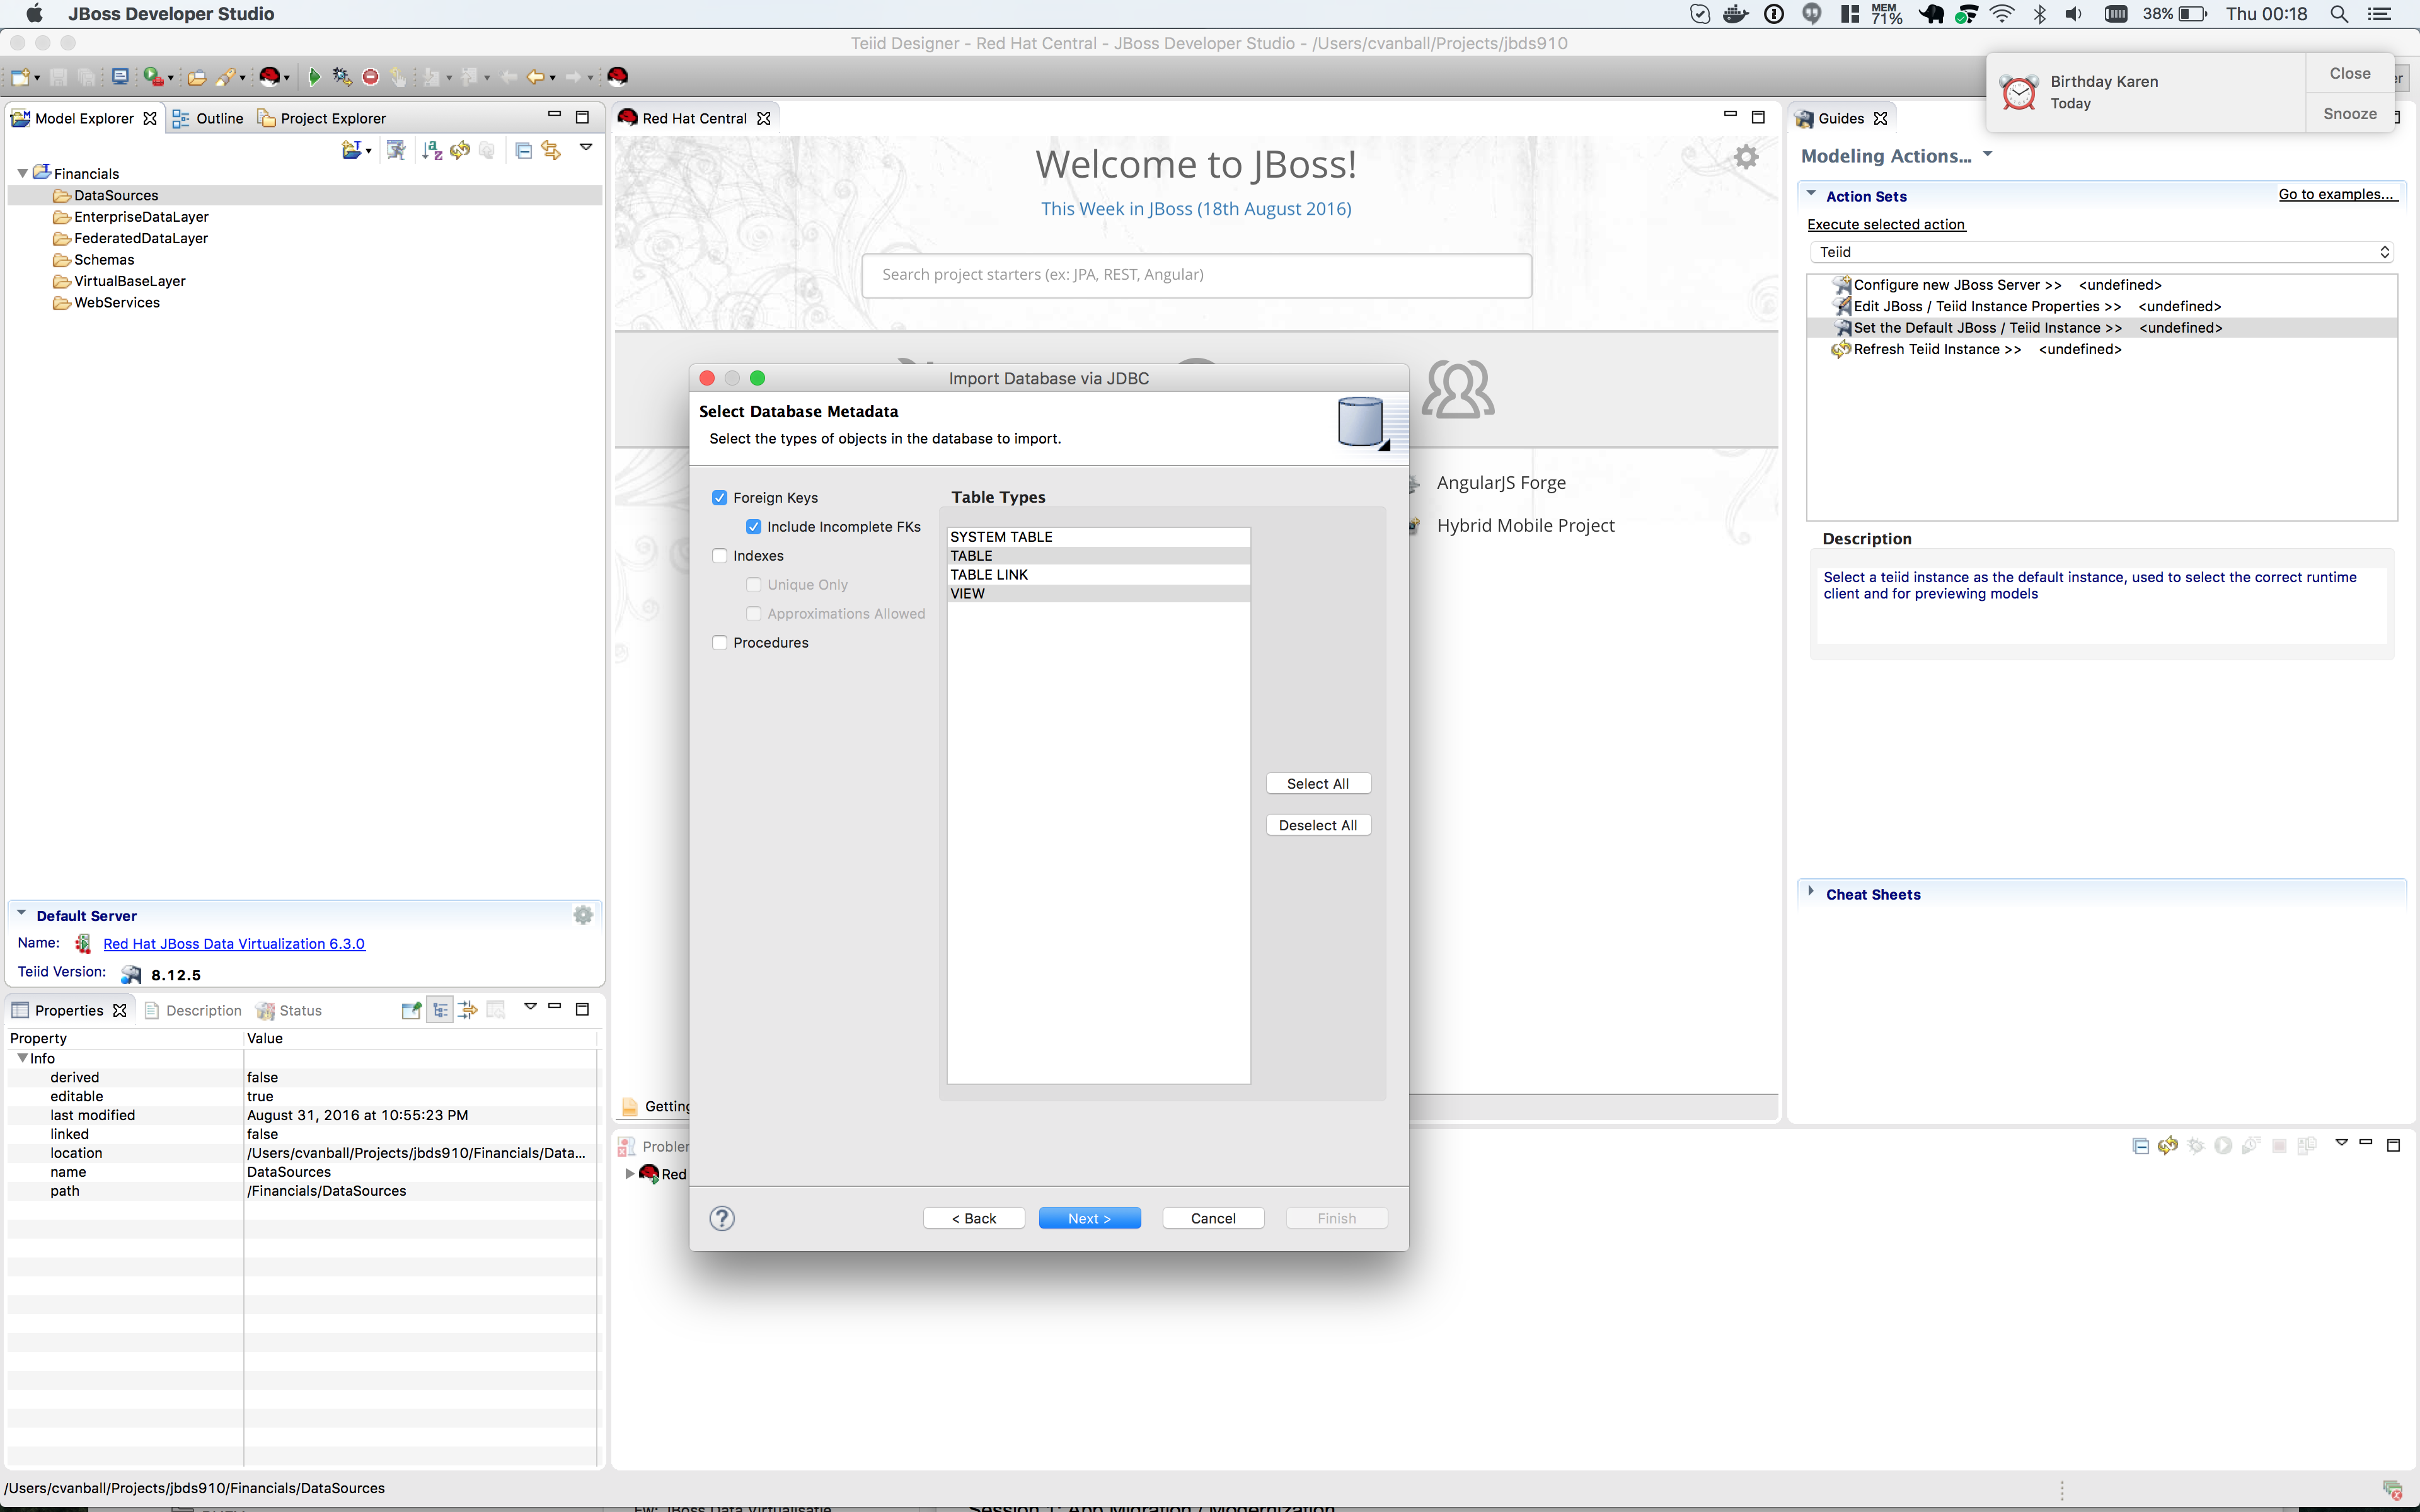 JBoss Developer Studio
MEM
71%
38%
Thu 00:18
Teiid Designer - Red Hat Central - JBoss Developer Studio - /Users/cvanball/Projects/jbds910
Birthday Karen
Today
Close
Snooze
Model Explorer
Outline
Project Explorer
Financials
DataSources
EnterpriseDataLayer
FederatedDataLayer
Schemas
VirtualBaseLayer
WebServices
Default Server
Name:
Red Hat JBoss Data Virtualization 6.3.0
Teiid Version:
8.12.5
Properties
Description
Status
Property Value
Info
derived false
editable true
last modified August 31, 2016 at 10:55:23 PM
linked false
location /Users/cvanball/Projects/jbds910/Financials/Data...
name DataSources
path /Financials/DataSources
/Users/cvanball/Projects/jbds910/Financials/DataSources
Red Hat Central
Welcome to JBoss!
This Week in JBoss (18th August 2016)
Search project starters (ex: JPA, REST, Angular)
AngularJS Forge
Hybrid Mobile Project
Getting
Problem
Red
Import Database via JDBC
Select Database Metadata
Select the types of objects in the database to import.
Foreign Keys
Include Incomplete FKs
Indexes
Unique Only
Approximations Allowed
Procedures
Table Types
SYSTEM TABLE
TABLE
TABLE LINK
VIEW
Select All
Deselect All
?
< Back
Next >
Cancel
Finish
Guides
Modeling Actions...
Action Sets
Go to examples...
Execute selected action
Teiid
Configure new JBoss Server >> <undefined>
Edit JBoss / Teiid Instance Properties >> <undefined>
Set the Default JBoss / Teiid Instance >> <undefined>
Refresh Teiid Instance >> <undefined>
Description
Select a teiid instance as the default instance, used to select the correct runtime
client and for previewing models
Cheat Sheets